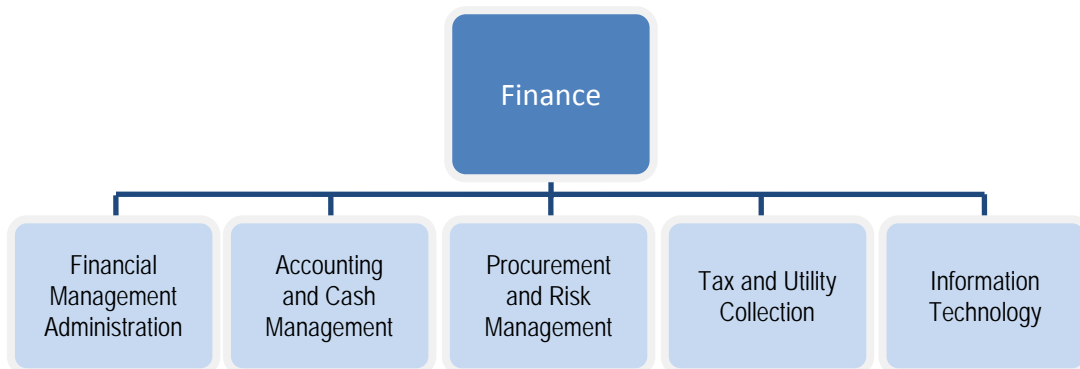 Finance
Financial
Management
Administration
Accounting
and Cash
Management
Procurement
and Risk
Management
Tax and Utility
Collection
Information
Technology